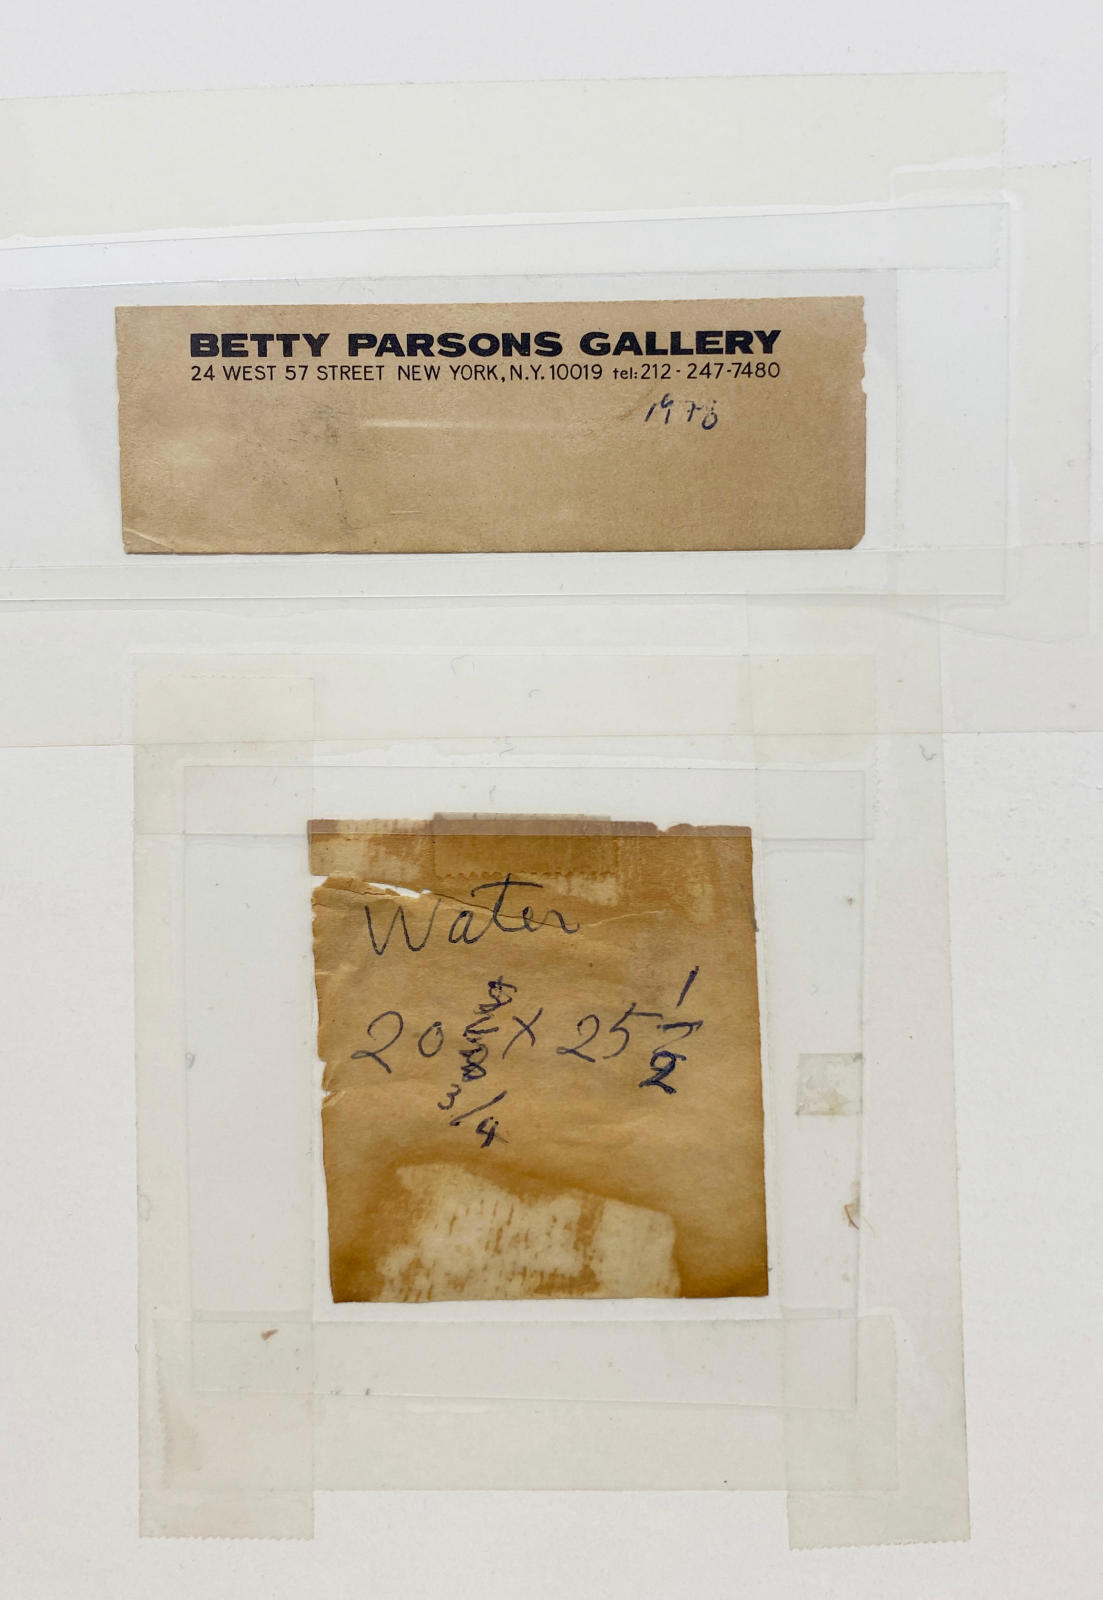 BETTY PARSONS GALLERY
24 WEST 57 STREET NEW YORK, N.Y. 10019 tel: 212-247-7480
1978
Water
20 3/4 x 25 1/2